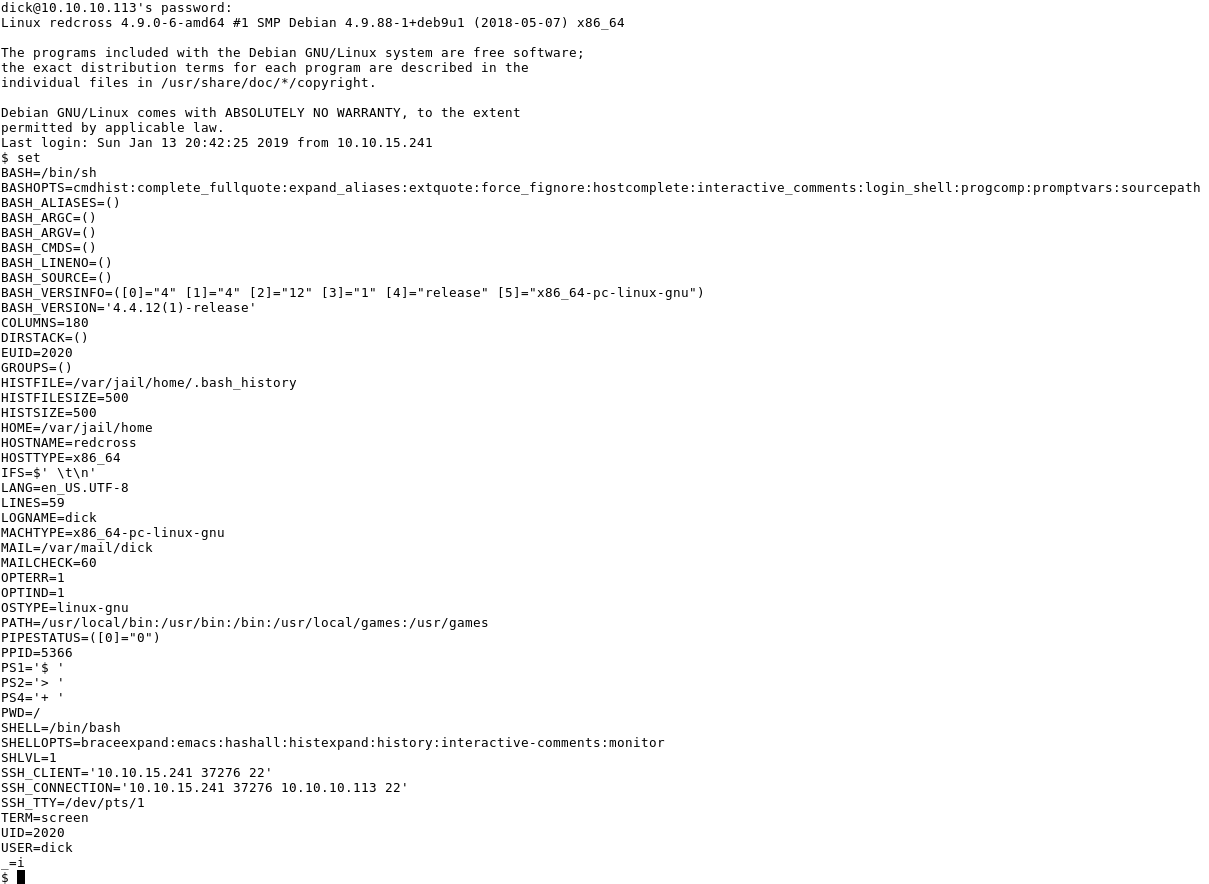 dick@10.10.10.113's password:
Linux redcross 4.9.0-6-amd64 #1 SMP Debian 4.9.88-1+deb9u1 (2018-05-07) x86_64
The programs included with the Debian GNU/Linux system are free software;
the exact distribution terms for each program are described in the
individual files in /usr/share/doc/*/copyright.
Debian GNU/Linux comes with ABSOLUTELY NO WARRANTY, to the extent
permitted by applicable law.
Last login: Sun Jan 13 20:42:25 2019 from 10.10.15.241
$ set
BASH=/bin/sh
BASHOPTS=cmdhist:complete_fullquote:expand_aliases:extquote:force_fignore:hostcomplete:interactive_comments:login_shell:progcomp:promptvars:sourcepath
BASH_ALIASES=()
BASH_ARGC=()
BASH_ARGV=()
BASH_CMDS=()
BASH_LINENO=()
BASH_SOURCE=()
BASH_VERSINFO=([0]="4" [1]="4" [2]="12" [3]="1" [4]="release" [5]="x86_64-pc-linux-gnu")
BASH_VERSION='4.4.12(1)-release'
COLUMNS=180
DIRSTACK=()
EUID=2020
GROUPS=()
HISTFILE=/var/jail/home/.bash_history
HISTFILESIZE=500
HISTSIZE=500
HOME=/var/jail/home
HOSTNAME=redcross
HOSTTYPE=x86_64
IFS=$' \t\n'
LANG=en_US.UTF-8
LINES=59
LOGNAME=dick
MACHTYPE=x86_64-pc-linux-gnu
MAIL=/var/mail/dick
MAILCHECK=60
OPTERR=1
OPTIND=1
OSTYPE=linux-gnu
PATH=/usr/local/bin:/usr/bin:/bin:/usr/local/games:/usr/games
PIPESTATUS=([0]="0")
PPID=5366
PS1='$ '
PS2='> '
PS4='+ '
PWD=/
SHELL=/bin/bash
SHELLOPTS=braceexpand:emacs:hashall:histexpand:history:interactive-comments:monitor
SHLVL=1
SSH_CLIENT='10.10.15.241 37276 22'
SSH_CONNECTION='10.10.15.241 37276 10.10.10.113 22'
SSH_TTY=/dev/pts/1
TERM=screen
UID=2020
USER=dick
_=i
$